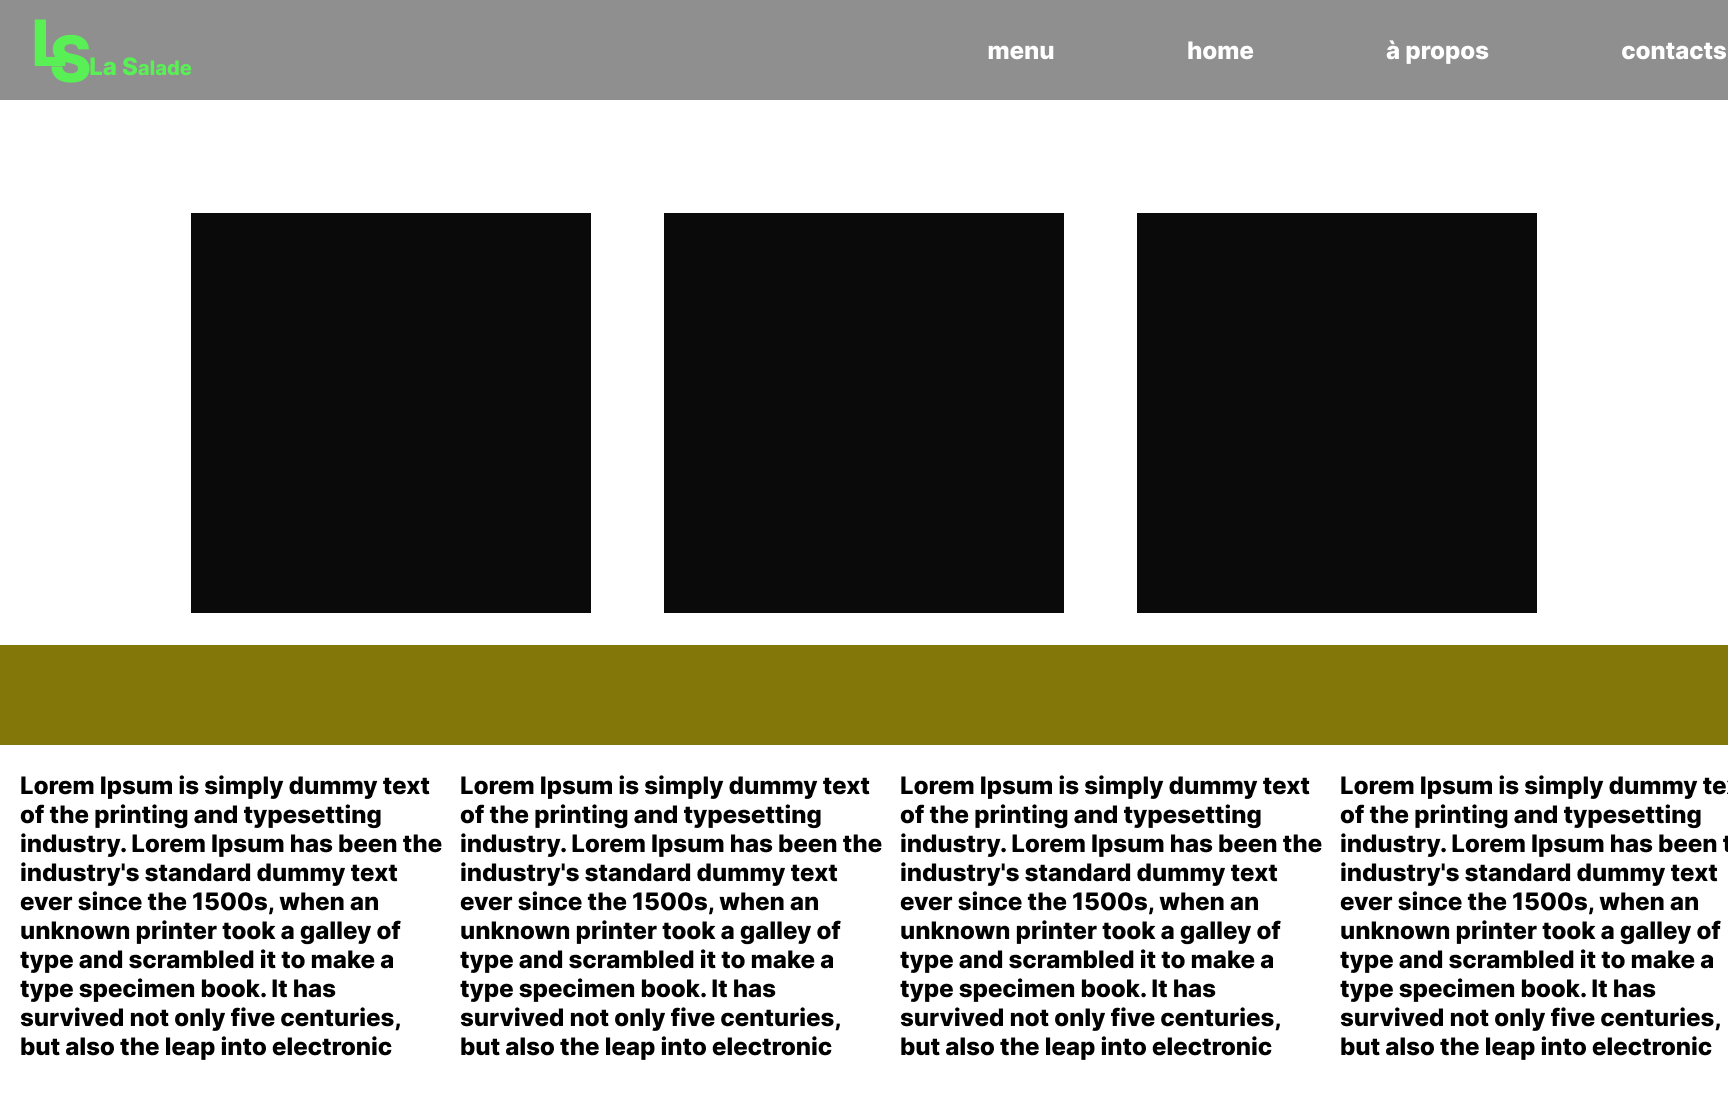 LS La Salade
menu home à propos contacts
Lorem Ipsum is simply dummy text
of the printing and typesetting
industry. Lorem Ipsum has been the
industry's standard dummy text
ever since the 1500s, when an
unknown printer took a galley of
type and scrambled it to make a
type specimen book. It has
survived not only five centuries,
but also the leap into electronic
Lorem Ipsum is simply dummy text
of the printing and typesetting
industry. Lorem Ipsum has been the
industry's standard dummy text
ever since the 1500s, when an
unknown printer took a galley of
type and scrambled it to make a
type specimen book. It has
survived not only five centuries,
but also the leap into electronic
Lorem Ipsum is simply dummy text
of the printing and typesetting
industry. Lorem Ipsum has been the
industry's standard dummy text
ever since the 1500s, when an
unknown printer took a galley of
type and scrambled it to make a
type specimen book. It has
survived not only five centuries,
but also the leap into electronic
Lorem Ipsum is simply dummy
of the printing and typesetting
industry. Lorem Ipsum has been
industry's standard dummy text
ever since the 1500s, when an
unknown printer took a galley of
type and scrambled it to make a
type specimen book. It has
survived not only five centuries,
but also the leap into electronic